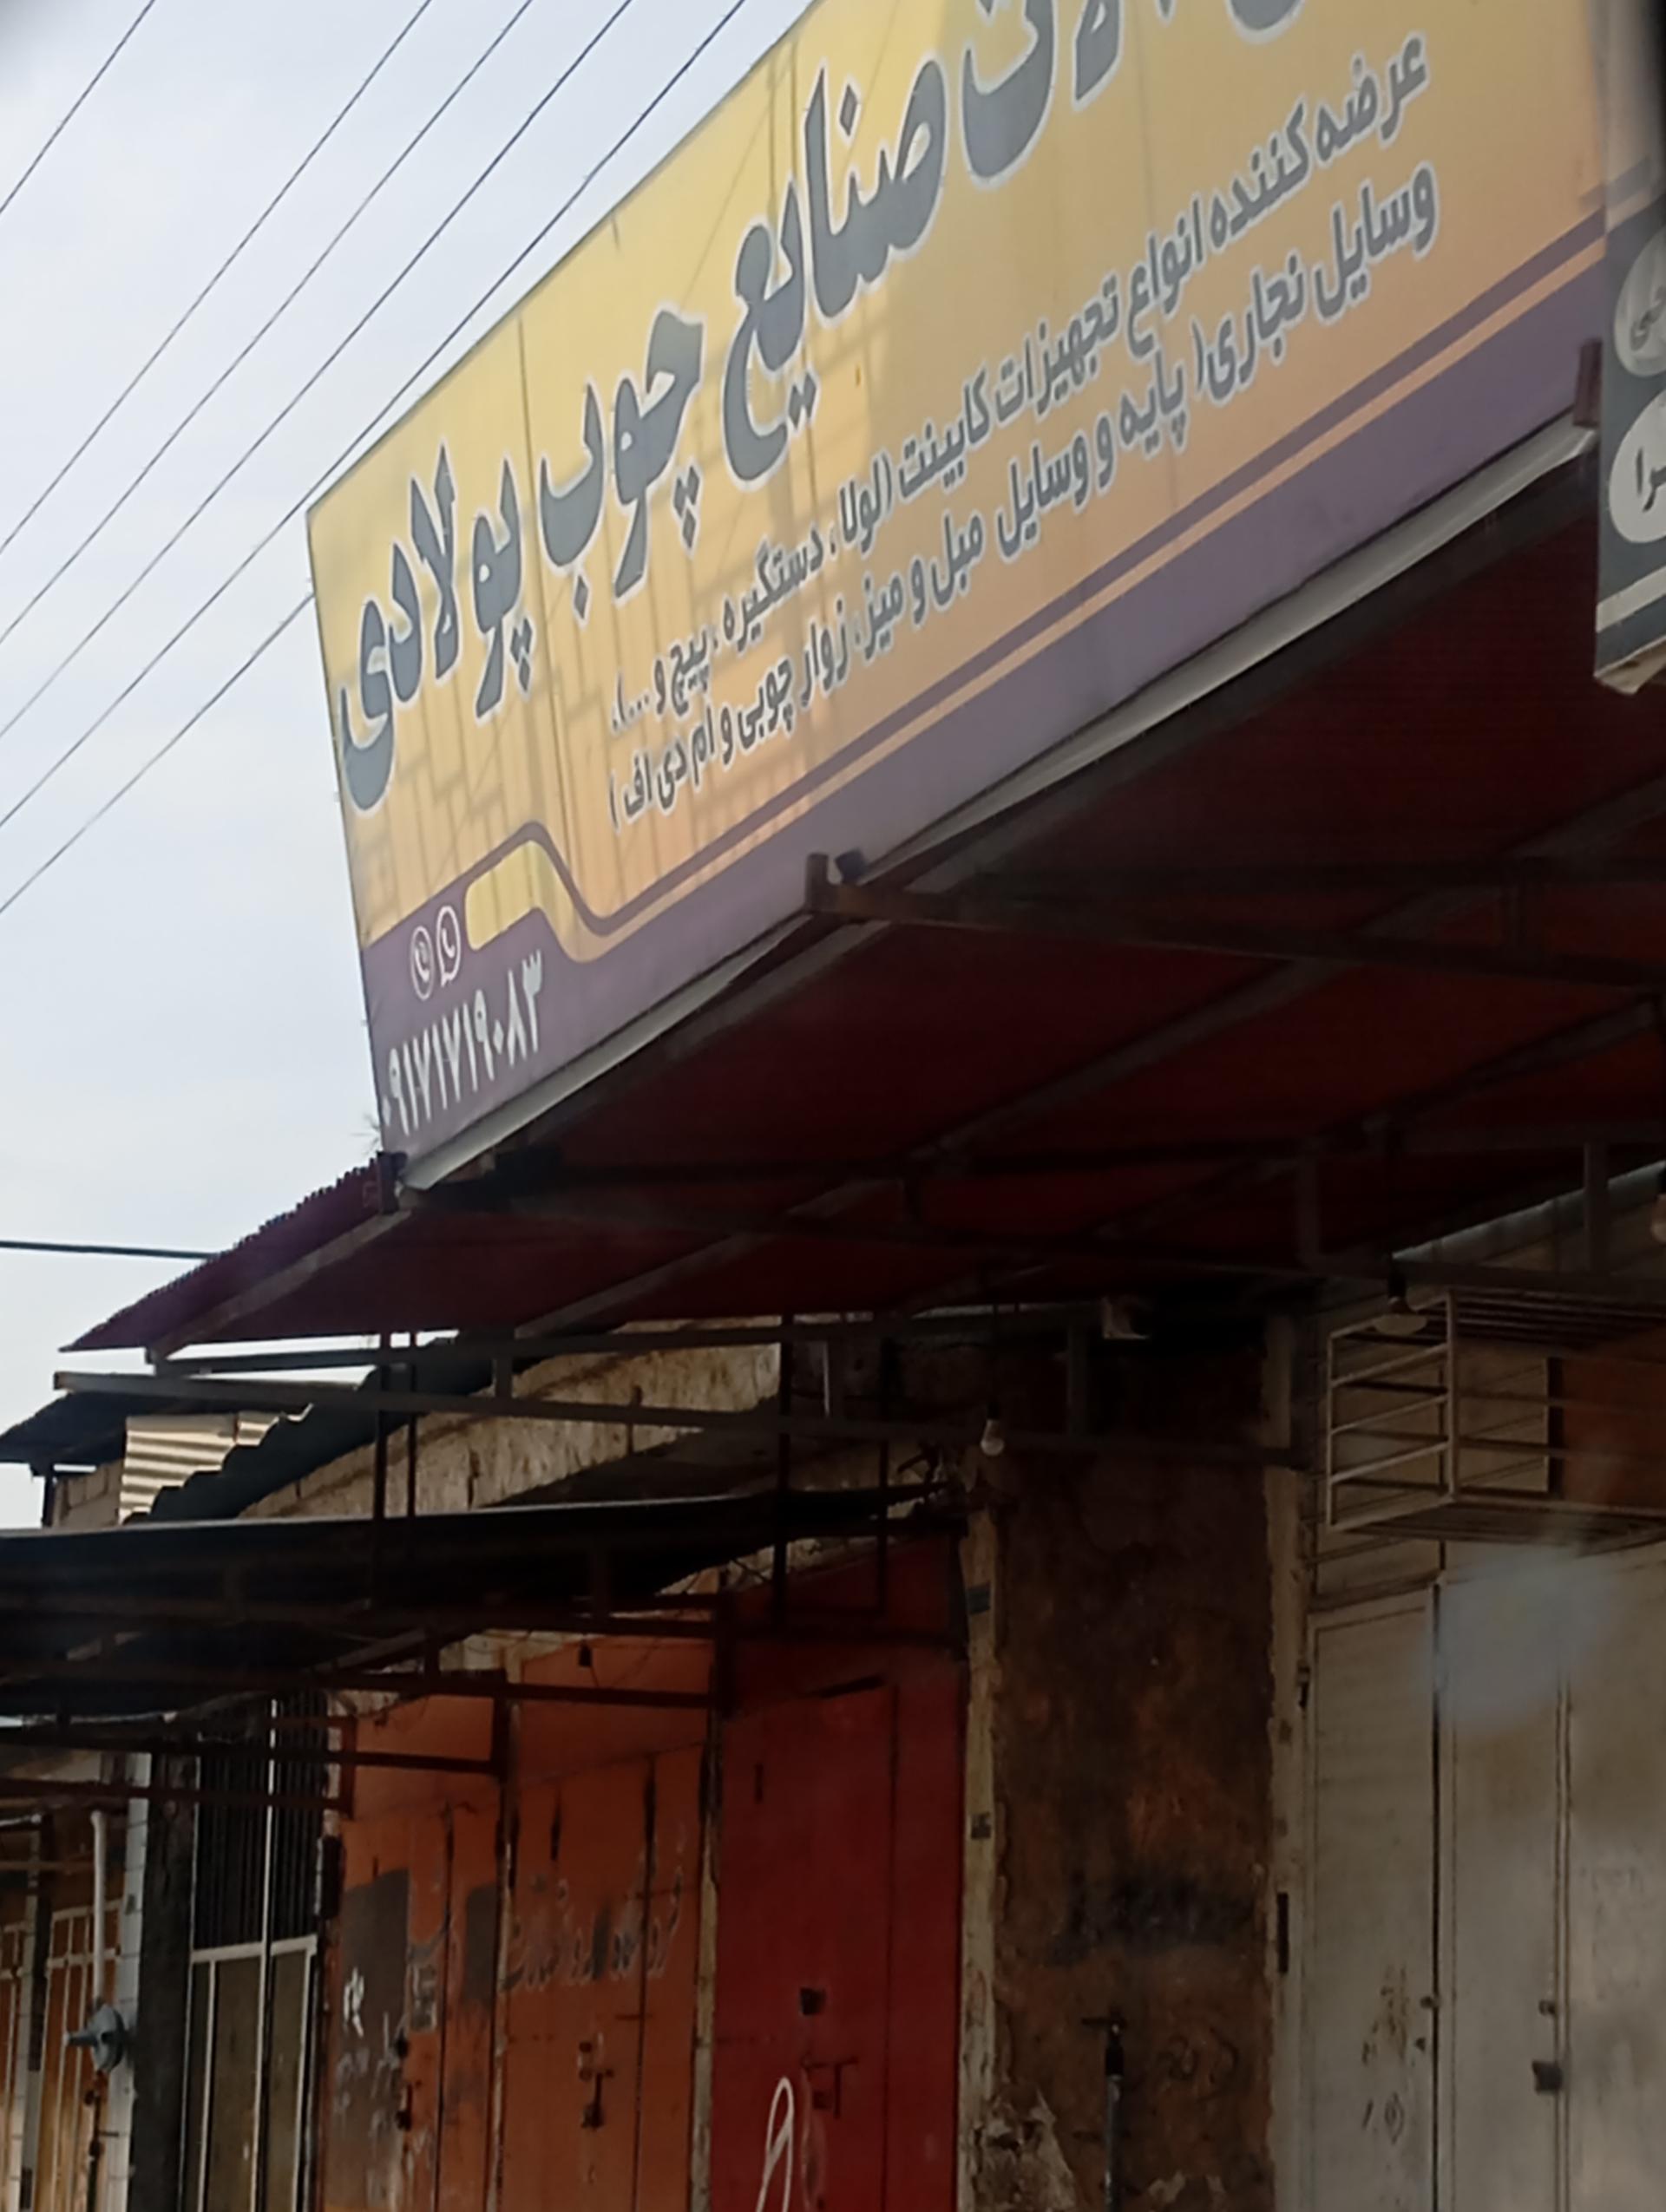 صنایع چوب پولادی
عرضه کننده انواع تجهیزات کابینت (لولا، دستگیره، پیچ و ...)،
وسایل نجاری( پایه و وسایل مبل و میز، زوار چوبی و ام دی اف )
۰۹۱۷۱۷۱۹۰۸۳